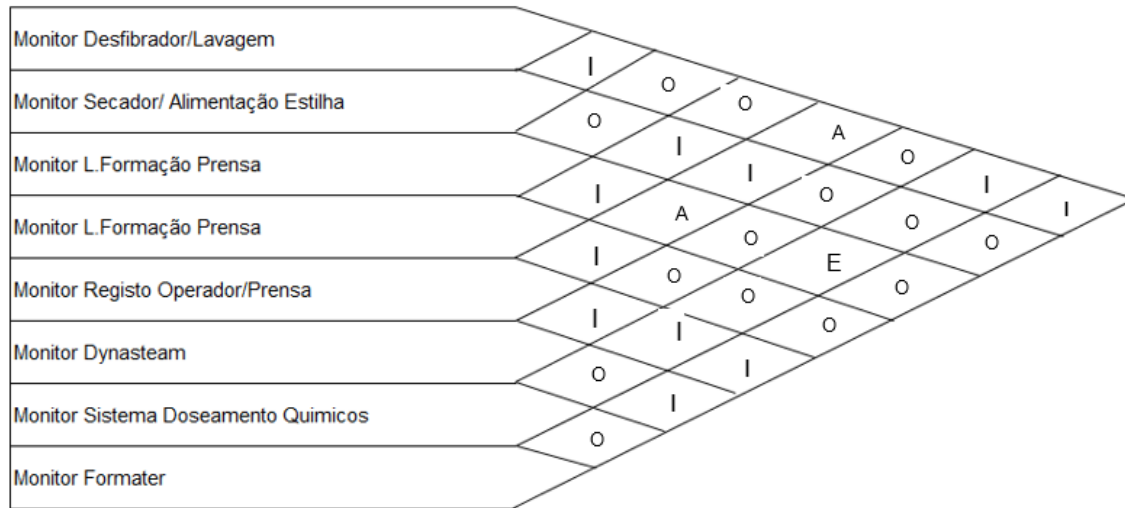 Monitor Desfibrador/Lavagem
I
O
O
Monitor Secador/ Alimentação Estilha
O
A
I
O
Monitor L.Formação Prensa
I
I
I
O
I
A
Monitor L.Formação Prensa
O
O
O
I
E
O
Monitor Registo Operador/Prensa
O
O
I
O
I
Monitor Dynasteam
I
O
I
Monitor Sistema Doseamento Quimicos
O
Monitor Formater